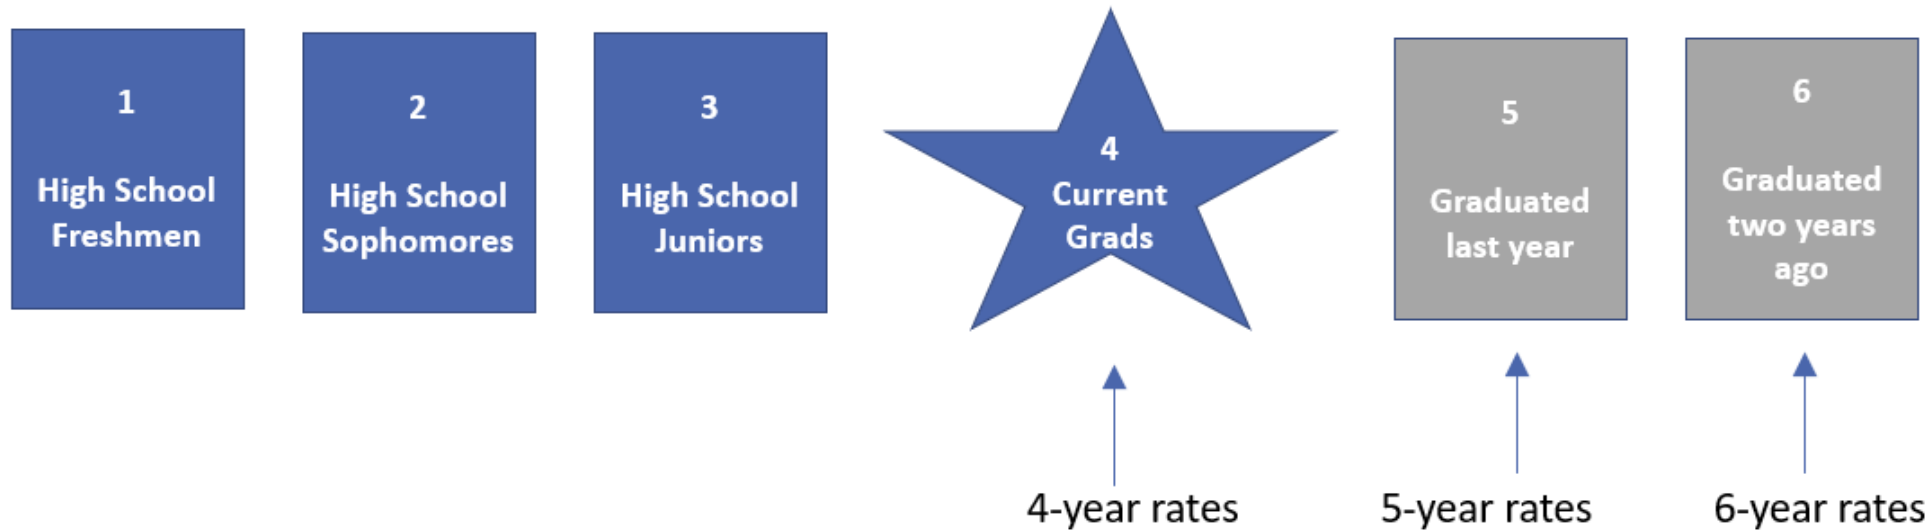 1
High School
Freshmen
2
High School
Sophomores
3
High School
Juniors
4
Current
Grads
5
Graduated
last year
6
Graduated
two years
ago
4-year rates
5-year rates
6-year rates